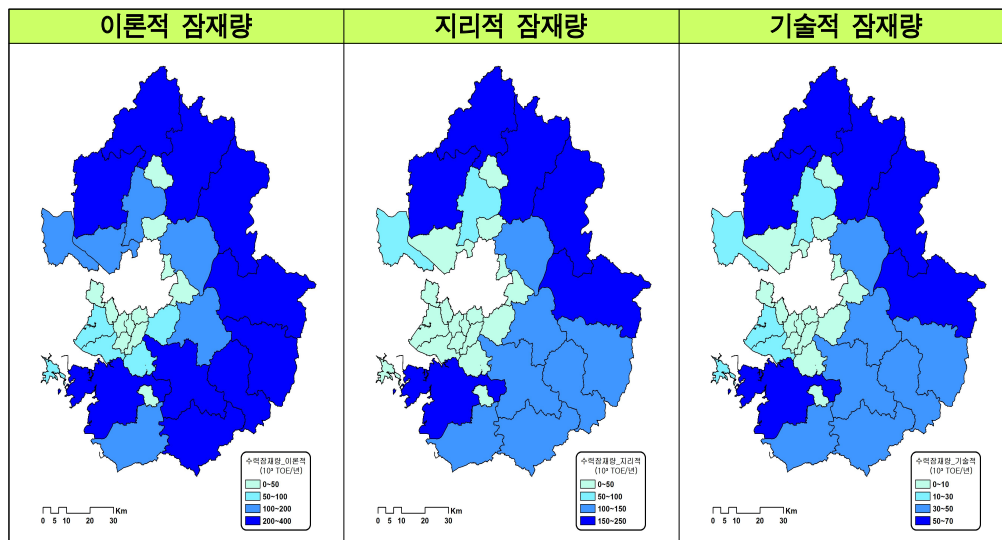 이론적 잠재량
지리적 잠재량
기술적 잠재량
수력잠재량_이론적
(10³ TOE/년)
0~50
50~100
100~200
200~400
0 5 10 20 30
Km
수력잠재량_지리적
(10³ TOE/년)
0~50
50~100
100~150
150~250
0 5 10 20 30
Km
수력잠재량_기술적
(10³ TOE/년)
0~10
10~30
30~50
50~70
0 5 10 20 30
Km